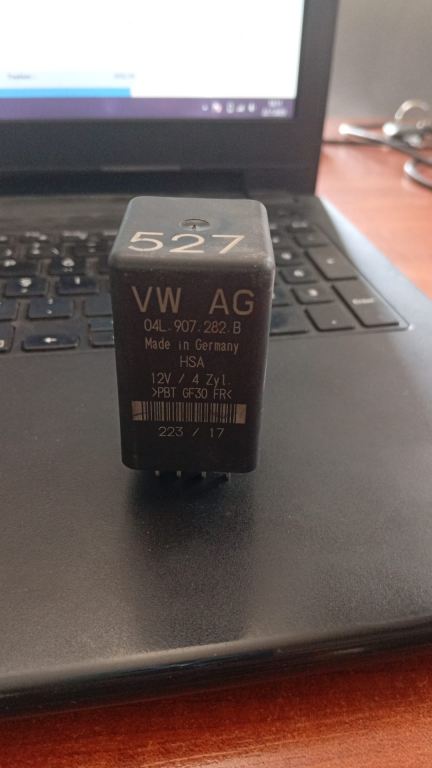 527
VW AG
04L.907.282.B
Made in Germany
HSA
12V / 4 Zyl.
>PBT GF30 FR<
223 / 17